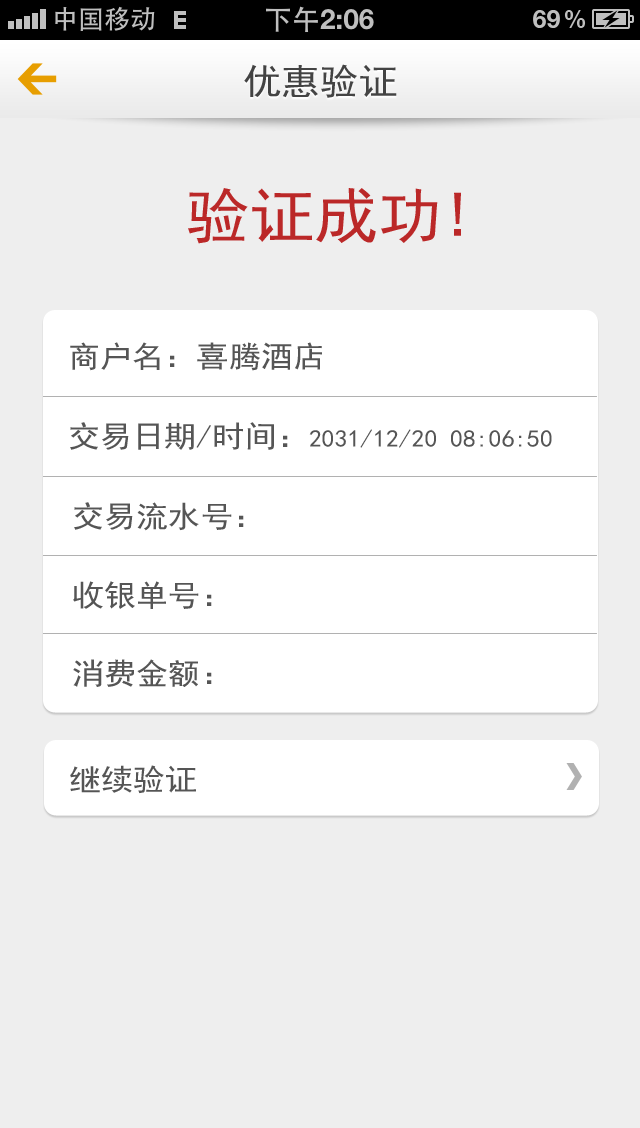 中国移动 E 下午2:06 69%
优惠验证
验证成功!
商户名：喜腾酒店
交易日期/时间：2031/12/20 08:06:50
交易流水号：
收银单号：
消费金额：
继续验证